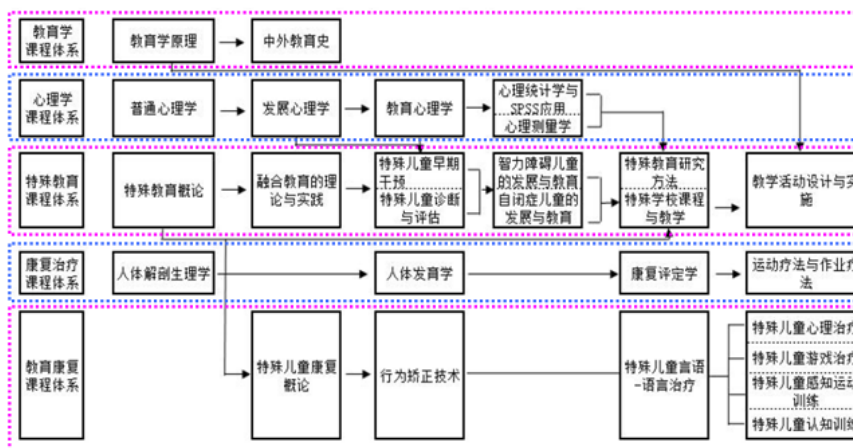 教育学
课程体系
教育学原理
中外教育史
心理学
课程体系
普通心理学
发展心理学
教育心理学
心理统计学与
SPSS应用
心理测量学
特殊教育
课程体系
特殊教育概论
融合教育的理
论与实践
特殊儿童早期
干预
特殊儿童诊断
与评估
智力障碍儿童
的发展与教育
自闭症儿童的
发展与教育
特殊教育研究
方法
特殊学校课程
与教学
教学活动设计与实
施
康复治疗
课程体系
人体解剖生理学
人体发育学
康复评定学
运动疗法与作业疗
法
教育康复
课程体系
特殊儿童康复
概论
行为矫正技术
特殊儿童言语
-语言治疗
特殊儿童心理治疗
特殊儿童游戏治疗
特殊儿童感知运动
训练
特殊儿童认知训练